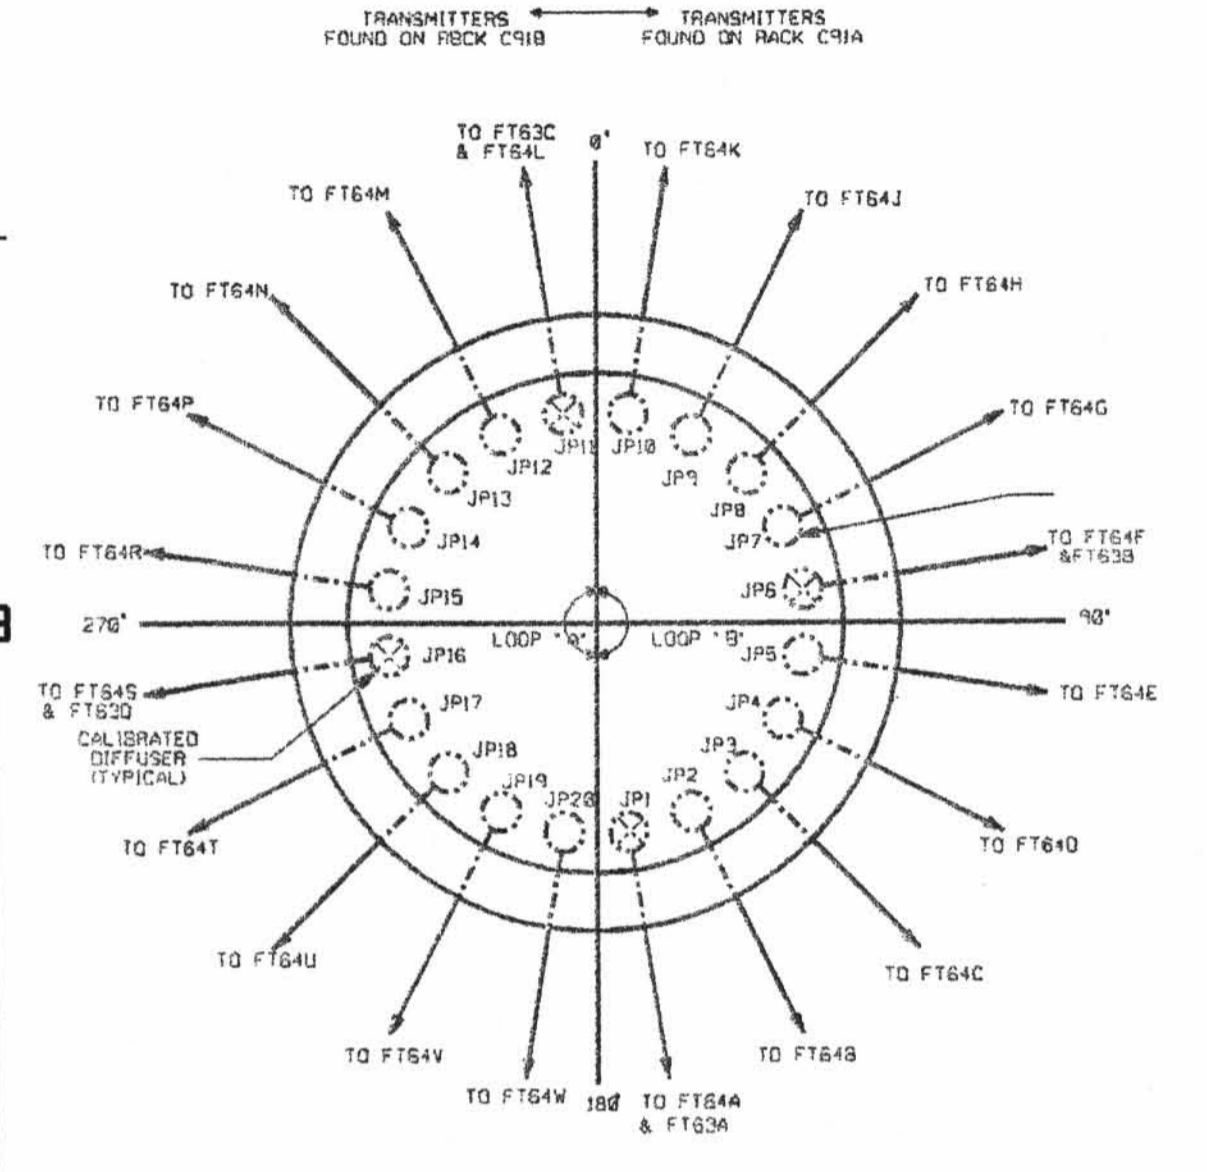 TRANSMITTERS
FOUND ON RBCK C91B
TRANSMITTERS
FOUND ON RACK C91A
TO FT63C
& FT64L
0°
TO FT64K
TO FT64M
TO FT64J
TO FT64N
TO FT64H
TO FT64P
TO FT64G
JP11
JP10
JP12
JP9
JP13
JP8
JP14
JP7
TO FT64R
TO FT64F
&FT63B
JP15
JP6
270°
LOOP "A"
LOOP "B"
90°
JP16
JP5
TO FT64S
& FT63D
TO FT64E
JP17
JP4
CALIBRATED
DIFFUSER
(TYPICAL)
JP18
JP3
JP19
JP2
JP20
JP1
TO FT64T
TO FT64D
TO FT64U
TO FT64C
TO FT64V
TO FT64B
TO FT64W
180°
TO FT64A
& FT63A